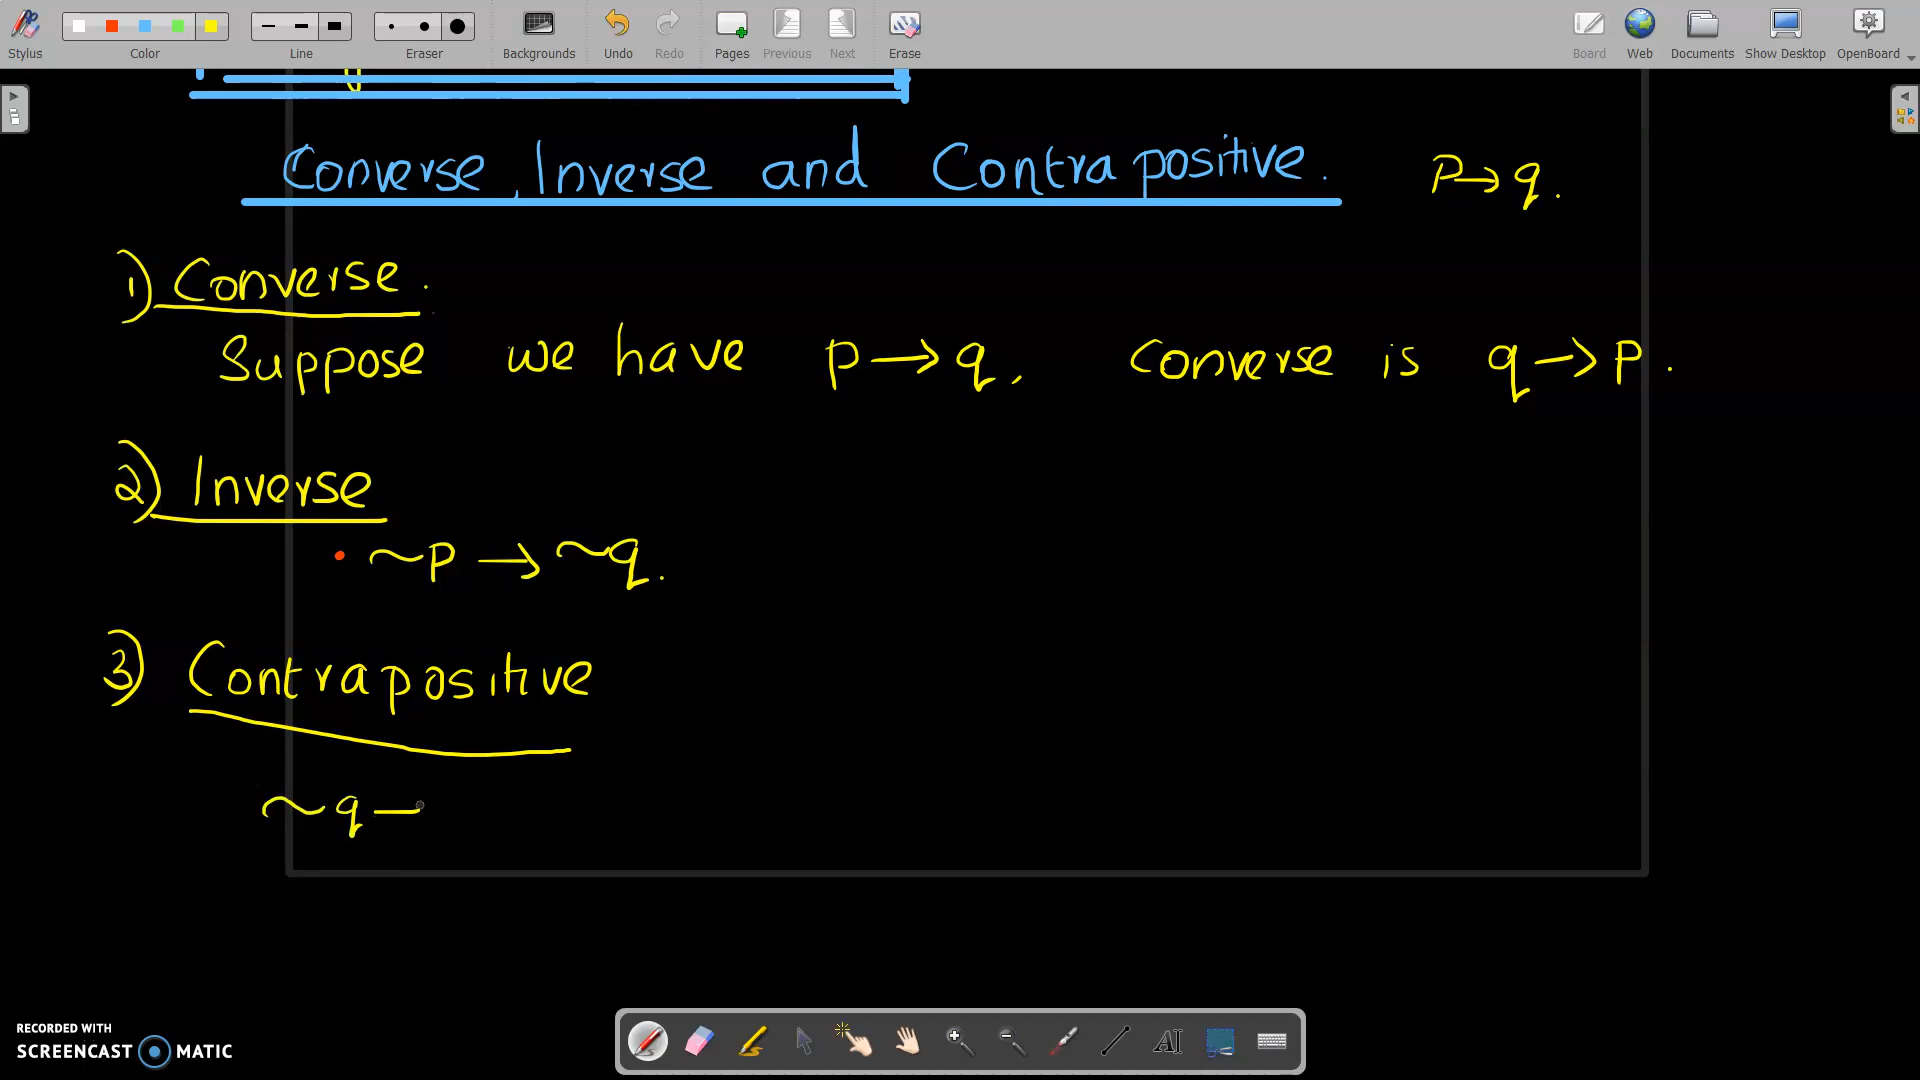 Stylus Color Line Eraser Backgrounds Undo Redo Pages Previous Next Erase Board Web Documents Show Desktop OpenBoard
Converse, Inverse and Contrapositive. P→q.
1) Converse.
Suppose we have p→q, Converse is q→p.
2) Inverse
~p → ~q.
3) Contrapositive
~q —
RECORDED WITH
SCREENCAST MATIC